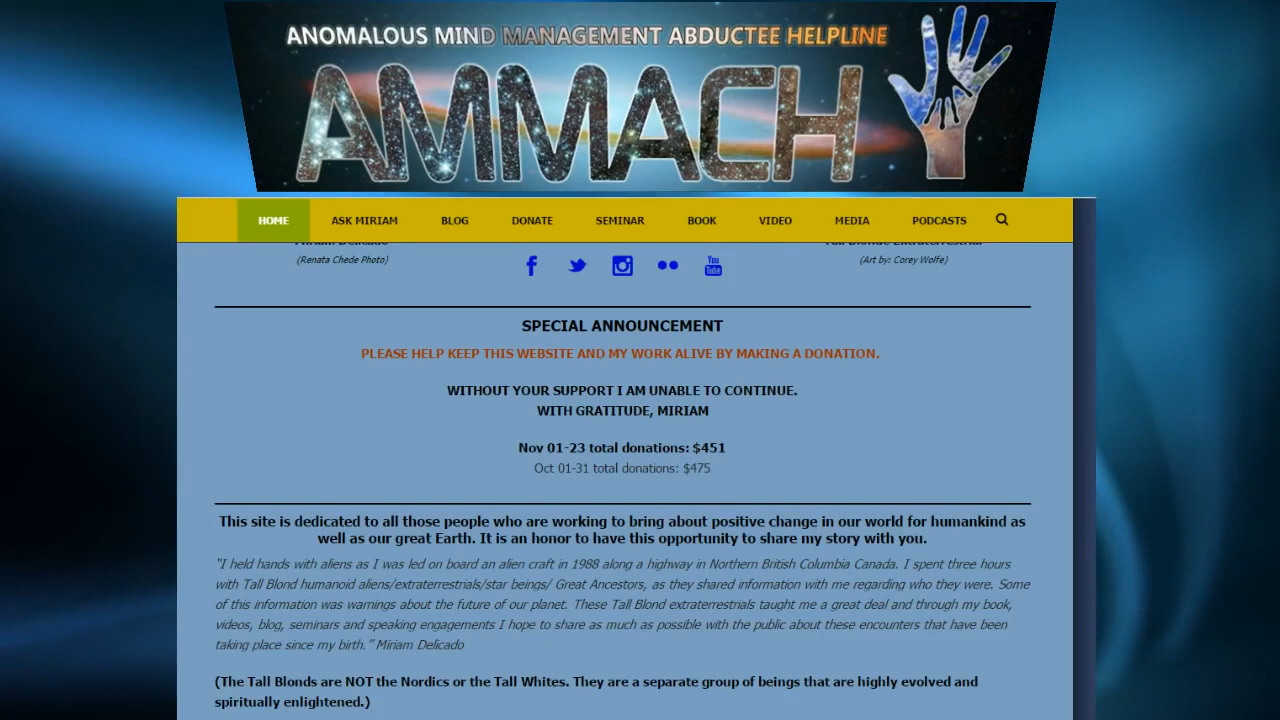 ANOMALOUS MIND MANAGEMENT ABDUCTEE HELPLINE
AMMACH
HOME ASK MIRIAM BLOG DONATE SEMINAR BOOK VIDEO MEDIA PODCASTS
Miriam Delicado Tall Blonde Extraterrestrial
(Renata Chede Photo) (Art by: Corey Wolfe)
You Tube
SPECIAL ANNOUNCEMENT
PLEASE HELP KEEP THIS WEBSITE AND MY WORK ALIVE BY MAKING A DONATION.
WITHOUT YOUR SUPPORT I AM UNABLE TO CONTINUE.
WITH GRATITUDE, MIRIAM
Nov 01-23 total donations: $451
Oct 01-31 total donations: $475
This site is dedicated to all those people who are working to bring about positive change in our world for humankind as
well as our great Earth. It is an honor to have this opportunity to share my story with you.
"I held hands with aliens as I was led on board an alien craft in 1988 along a highway in Northern British Columbia Canada. I spent three hours
with Tall Blond humanoid aliens/extraterrestrials/star beings/ Great Ancestors, as they shared information with me regarding who they were. Some
of this information was warnings about the future of our planet. These Tall Blond extraterrestrials taught me a great deal and through my book,
videos, blog, seminars and speaking engagements I hope to share as much as possible with the public about these encounters that have been
taking place since my birth." Miriam Delicado
(The Tall Blonds are NOT the Nordics or the Tall Whites. They are a separate group of beings that are highly evolved and
spiritually enlightened.)